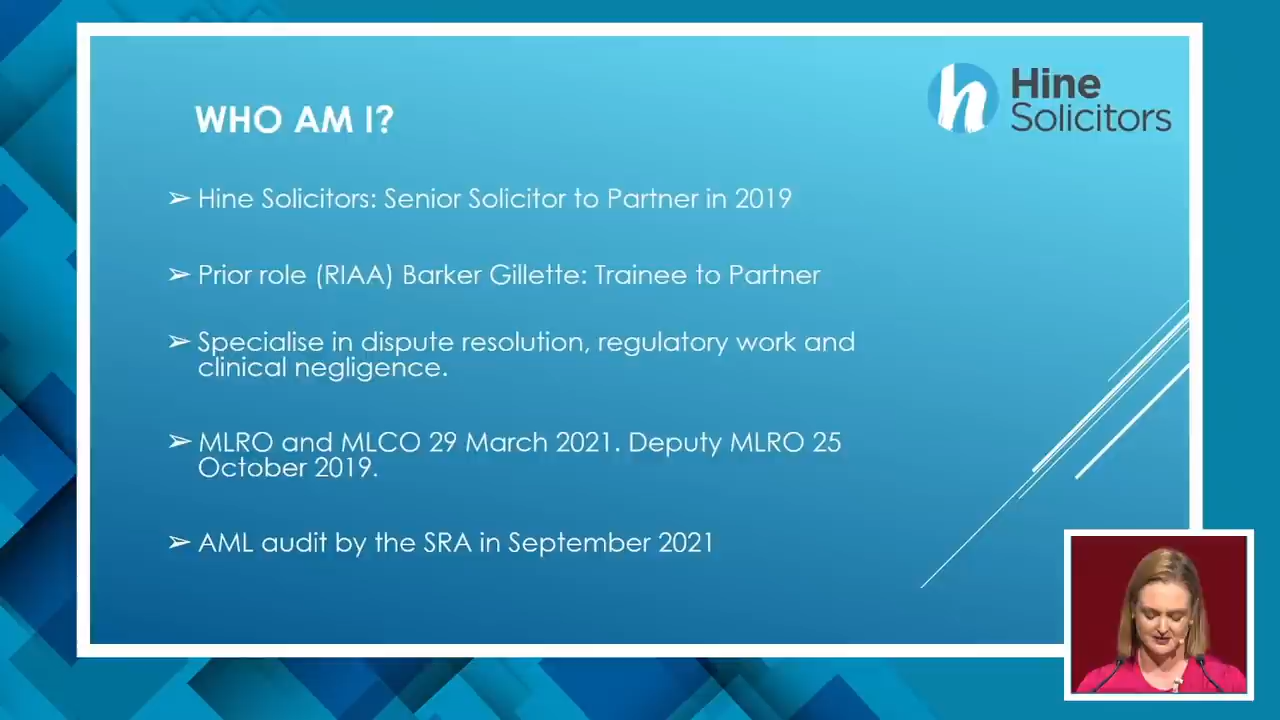 Hine
Solicitors
WHO AM I?
➢ Hine Solicitors: Senior Solicitor to Partner in 2019
➢ Prior role (RIAA) Barker Gillette: Trainee to Partner
➢ Specialise in dispute resolution, regulatory work and
clinical negligence.
➢ MLRO and MLCO 29 March 2021. Deputy MLRO 25
October 2019.
➢ AML audit by the SRA in September 2021